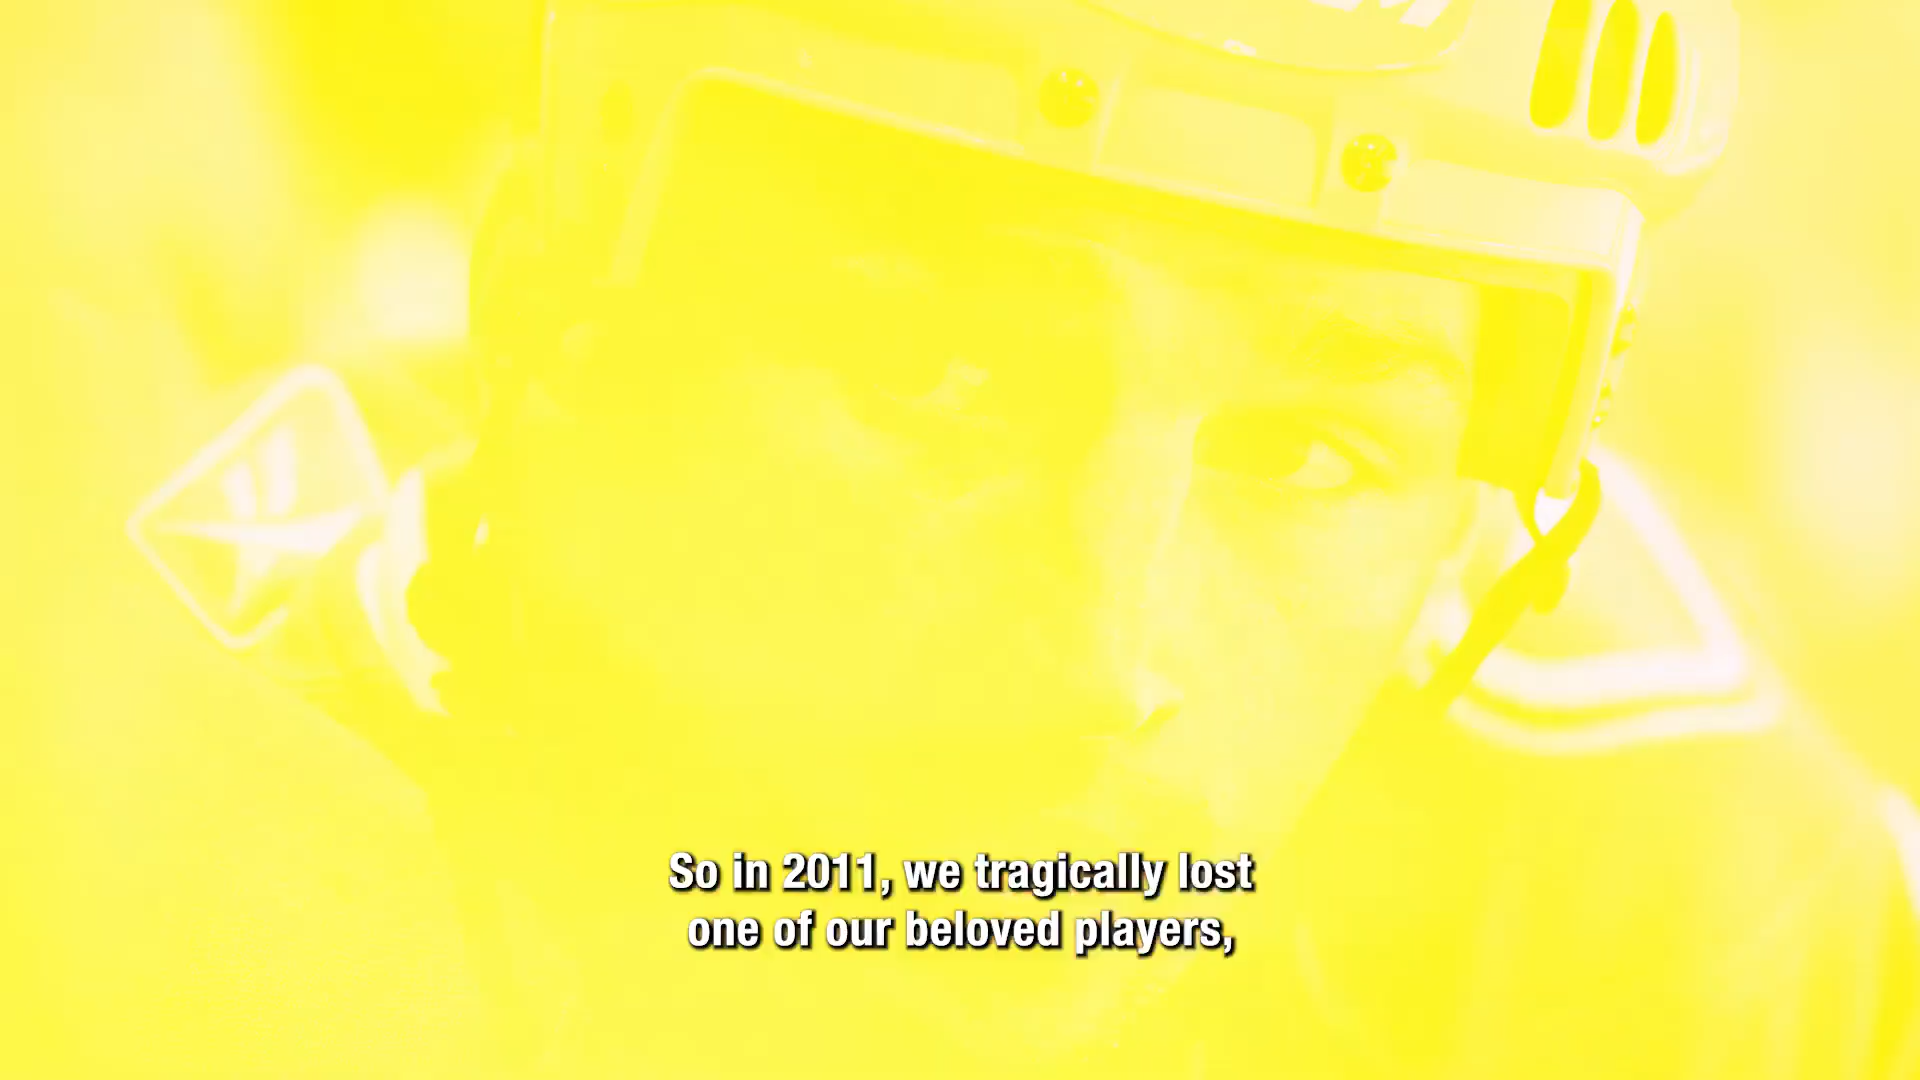 So in 2011, we tragically lost
one of our beloved players,